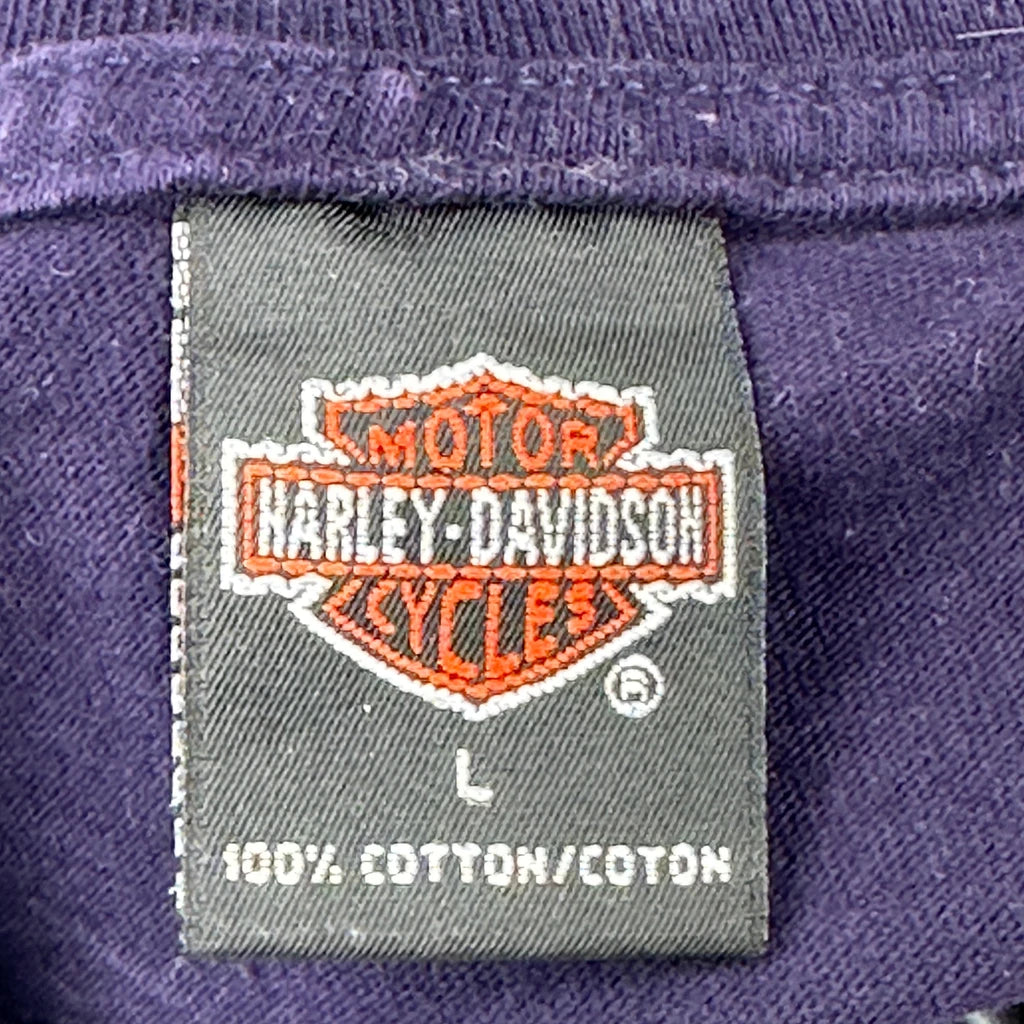 MOTOR
HARLEY-DAVIDSON
CYCLES
®
L
100% COTTON/COTON